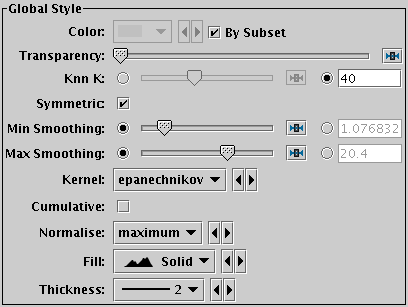 Global Style
Color: By Subset
Transparency:
Knn K: 40
Symmetric:
Min Smoothing: 1.076832
Max Smoothing: 20.4
Kernel: epanechnikov
Cumulative:
Normalise: maximum
Fill: Solid
Thickness: 2